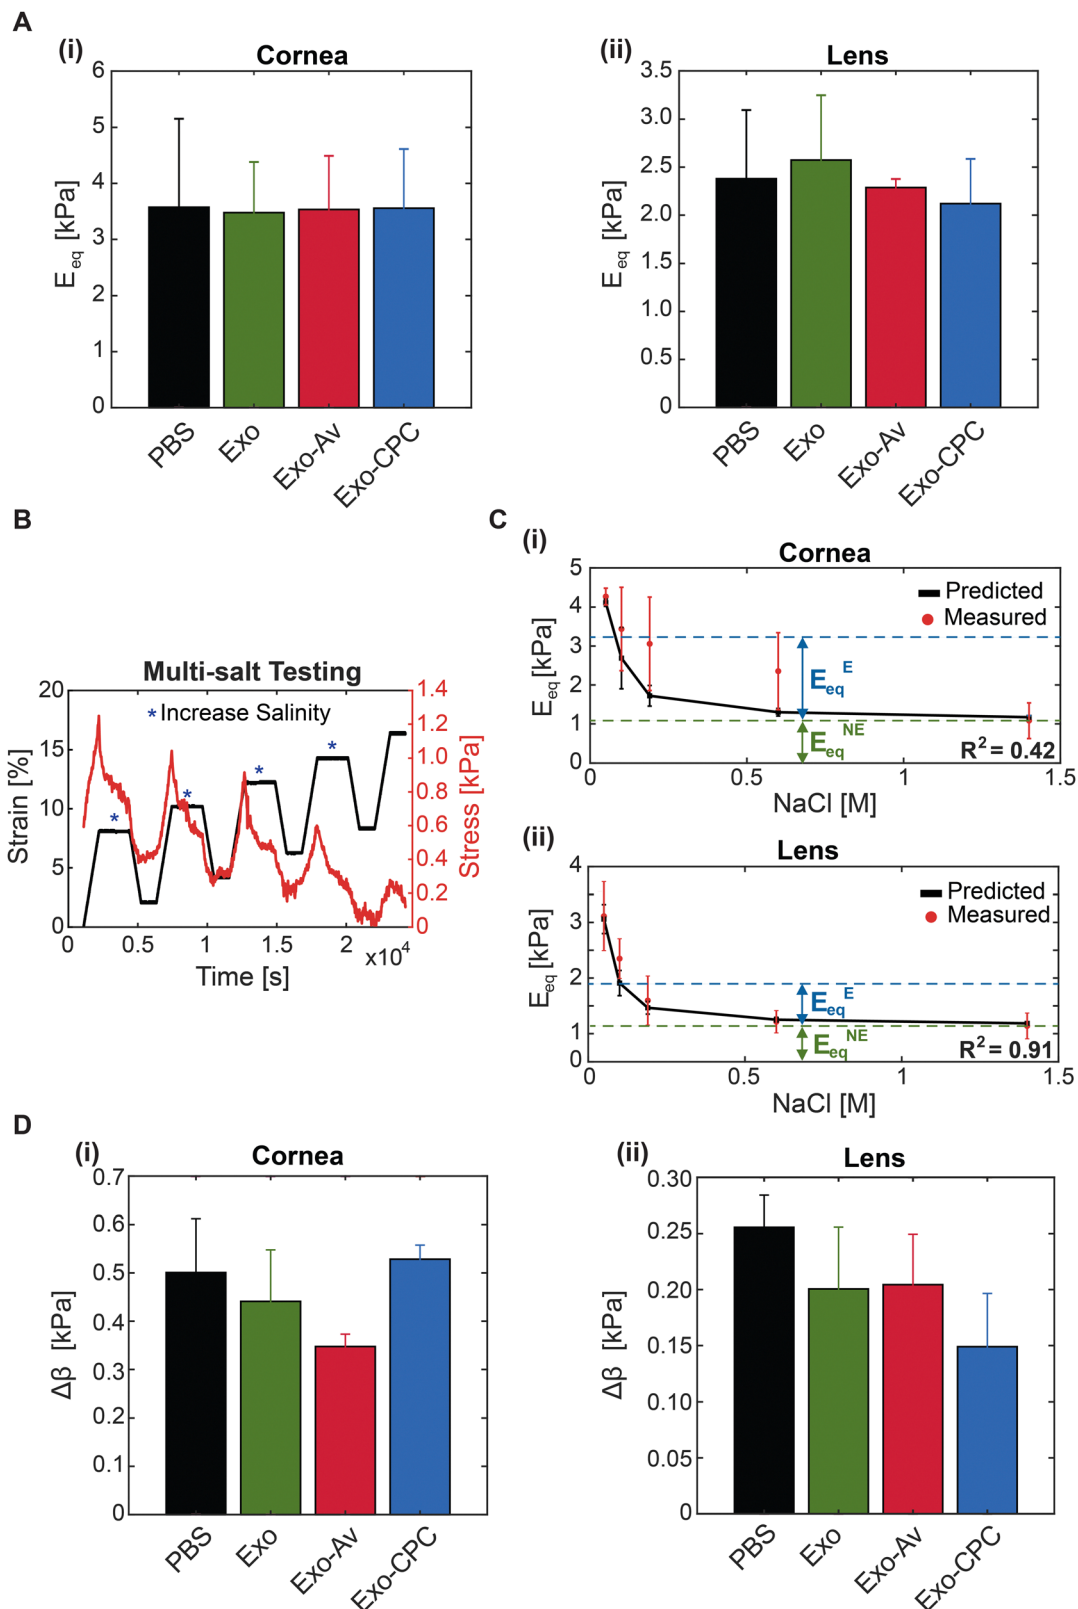 A
(i)
Cornea
6
5
4
3
2
1
0
E_eq [kPa]
PBS
Exo
Exo-Av
Exo-CPC
(ii)
Lens
3.5
3.0
2.5
2.0
1.5
1.0
0.5
0
E_eq [kPa]
PBS
Exo
Exo-Av
Exo-CPC
B
Multi-salt Testing
* Increase Salinity
*
*
*
*
20
15
10
5
0
Strain [%]
1.4
1.2
1.0
0.8
0.6
0.4
0.2
0
Stress [kPa]
0
0.5
1
1.5
2
x10^4
Time [s]
C
(i)
Cornea
5
4
3
2
1
0
E_eq [kPa]
Predicted
Measured
E_eq^E
E_eq^NE
R^2 = 0.42
0
0.5
1
1.5
NaCl [M]
(ii)
Lens
4
3
2
1
0
E_eq [kPa]
Predicted
Measured
E_eq^E
E_eq^NE
R^2 = 0.91
0
0.5
1
1.5
NaCl [M]
D
(i)
Cornea
0.7
0.6
0.5
0.4
0.3
0.2
0.1
0
Δβ [kPa]
PBS
Exo
Exo-Av
Exo-CPC
(ii)
Lens
0.30
0.25
0.20
0.15
0.10
0.05
0
Δβ [kPa]
PBS
Exo
Exo-Av
Exo-CPC